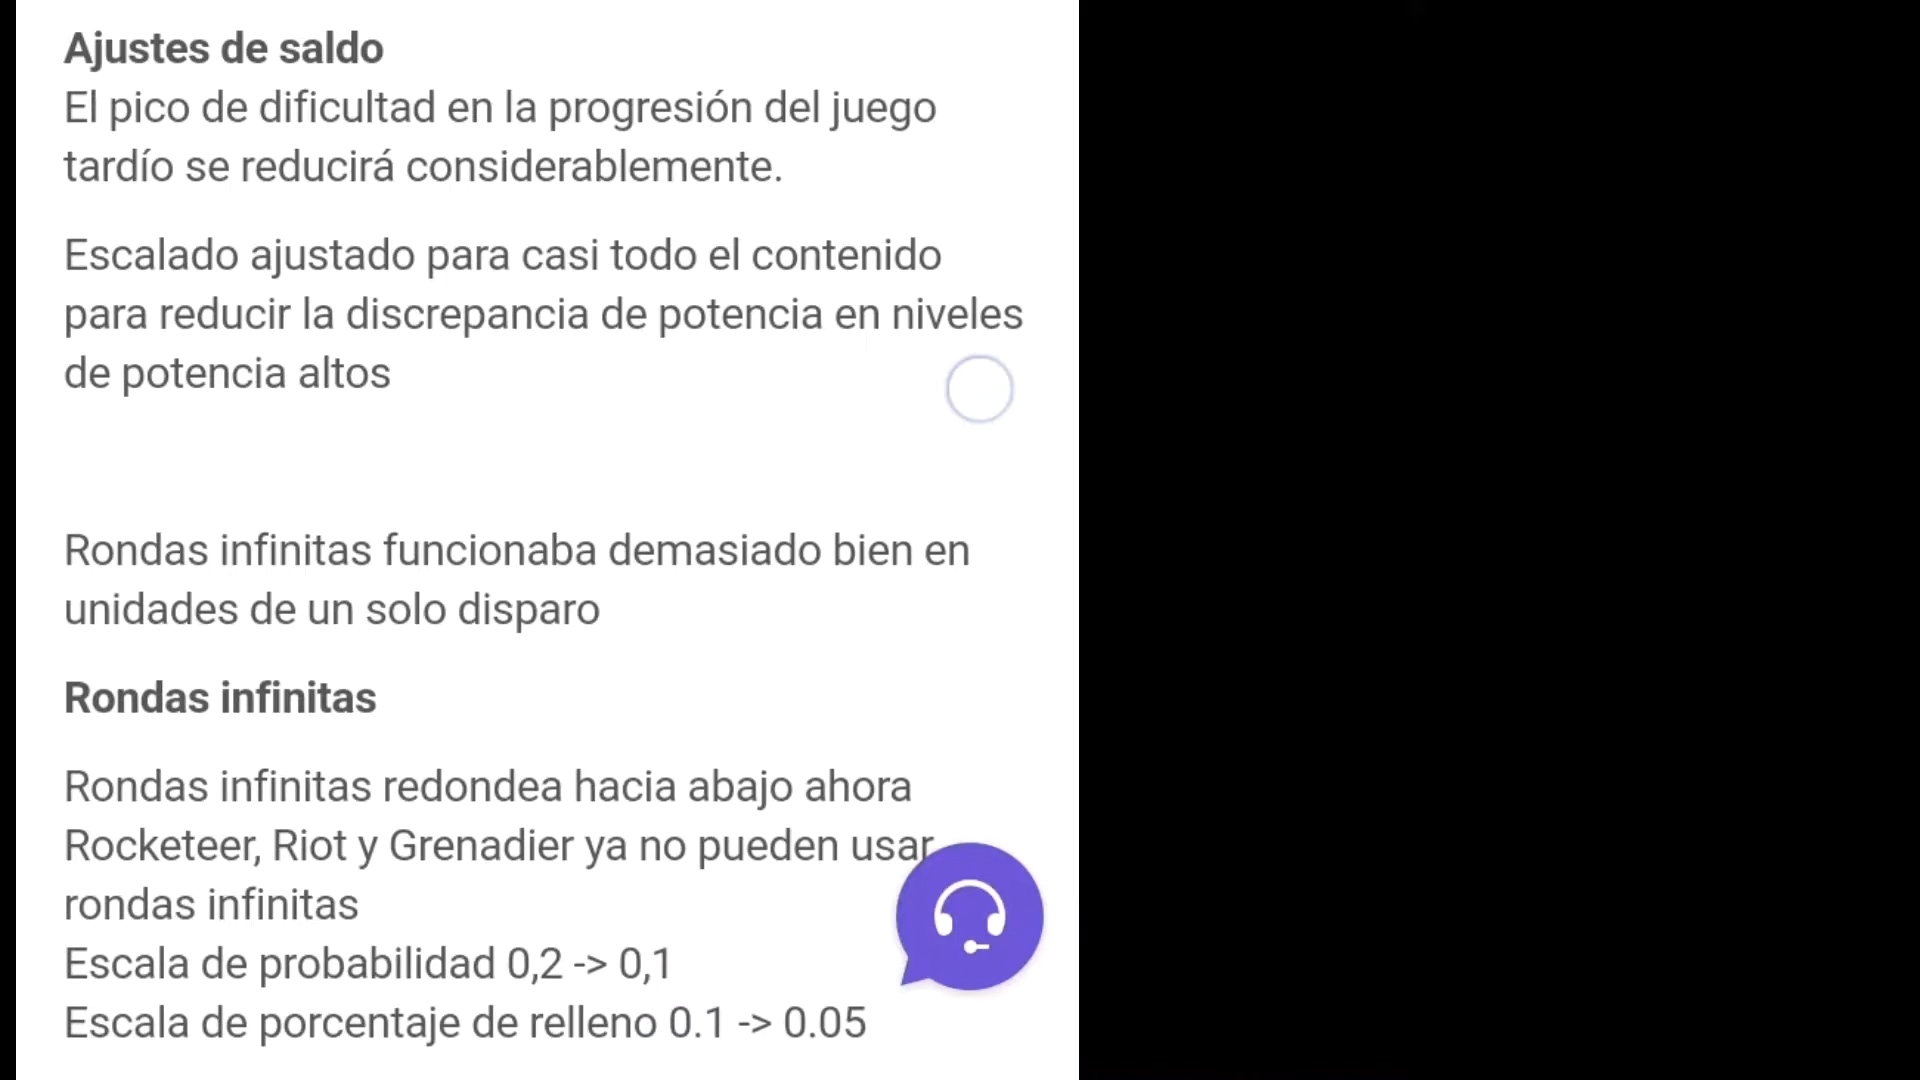 Ajustes de saldo
El pico de dificultad en la progresión del juego
tardío se reducirá considerablemente.
Escalado ajustado para casi todo el contenido
para reducir la discrepancia de potencia en niveles
de potencia altos
Rondas infinitas funcionaba demasiado bien en
unidades de un solo disparo
Rondas infinitas
Rondas infinitas redondea hacia abajo ahora
Rocketeer, Riot y Grenadier ya no pueden usar
rondas infinitas
Escala de probabilidad 0,2 -> 0,1
Escala de porcentaje de relleno 0.1 -> 0.05